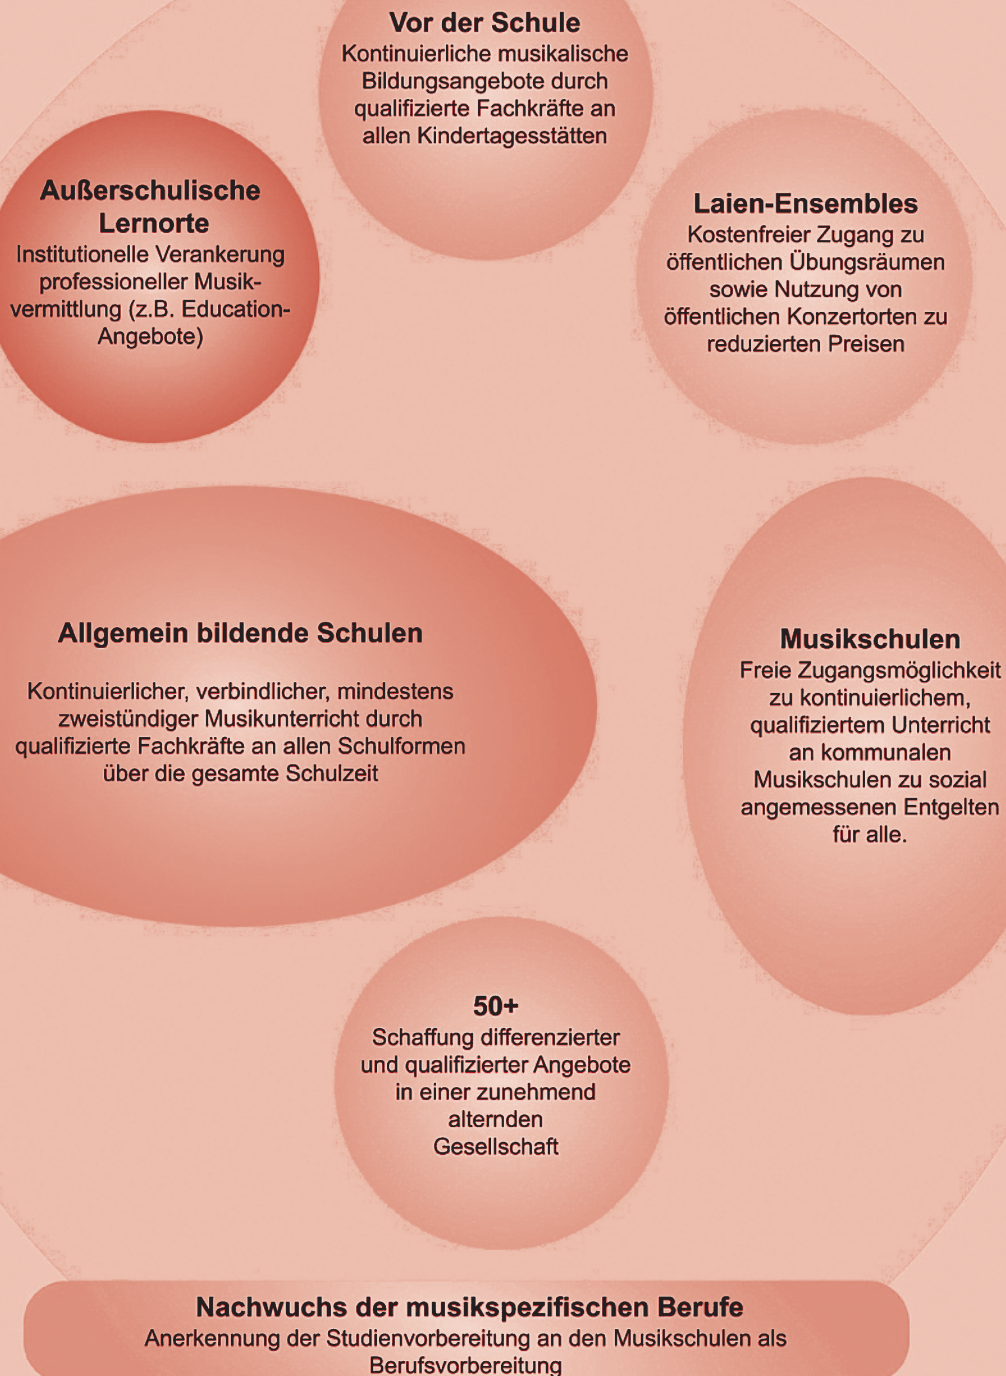 Vor der Schule
Kontinuierliche musikalische
Bildungsangebote durch
qualifizierte Fachkräfte an
allen Kindertagesstätten
Außerschulische
Lernorte
Institutionelle Verankerung
professioneller Musik-
vermittlung (z.B. Education-
Angebote)
Laien-Ensembles
Kostenfreier Zugang zu
öffentlichen Übungsräumen
sowie Nutzung von
öffentlichen Konzertorten zu
reduzierten Preisen
Allgemein bildende Schulen
Kontinuierlicher, verbindlicher, mindestens
zweistündiger Musikunterricht durch
qualifizierte Fachkräfte an allen Schulformen
über die gesamte Schulzeit
Musikschulen
Freie Zugangsmöglichkeit
zu kontinuierlichem,
qualifiziertem Unterricht
an kommunalen
Musikschulen zu sozial
angemessenen Entgelten
für alle.
50+
Schaffung differenzierter
und qualifizierter Angebote
in einer zunehmend
alternden
Gesellschaft
Nachwuchs der musikspezifischen Berufe
Anerkennung der Studienvorbereitung an den Musikschulen als
Berufsvorbereitung